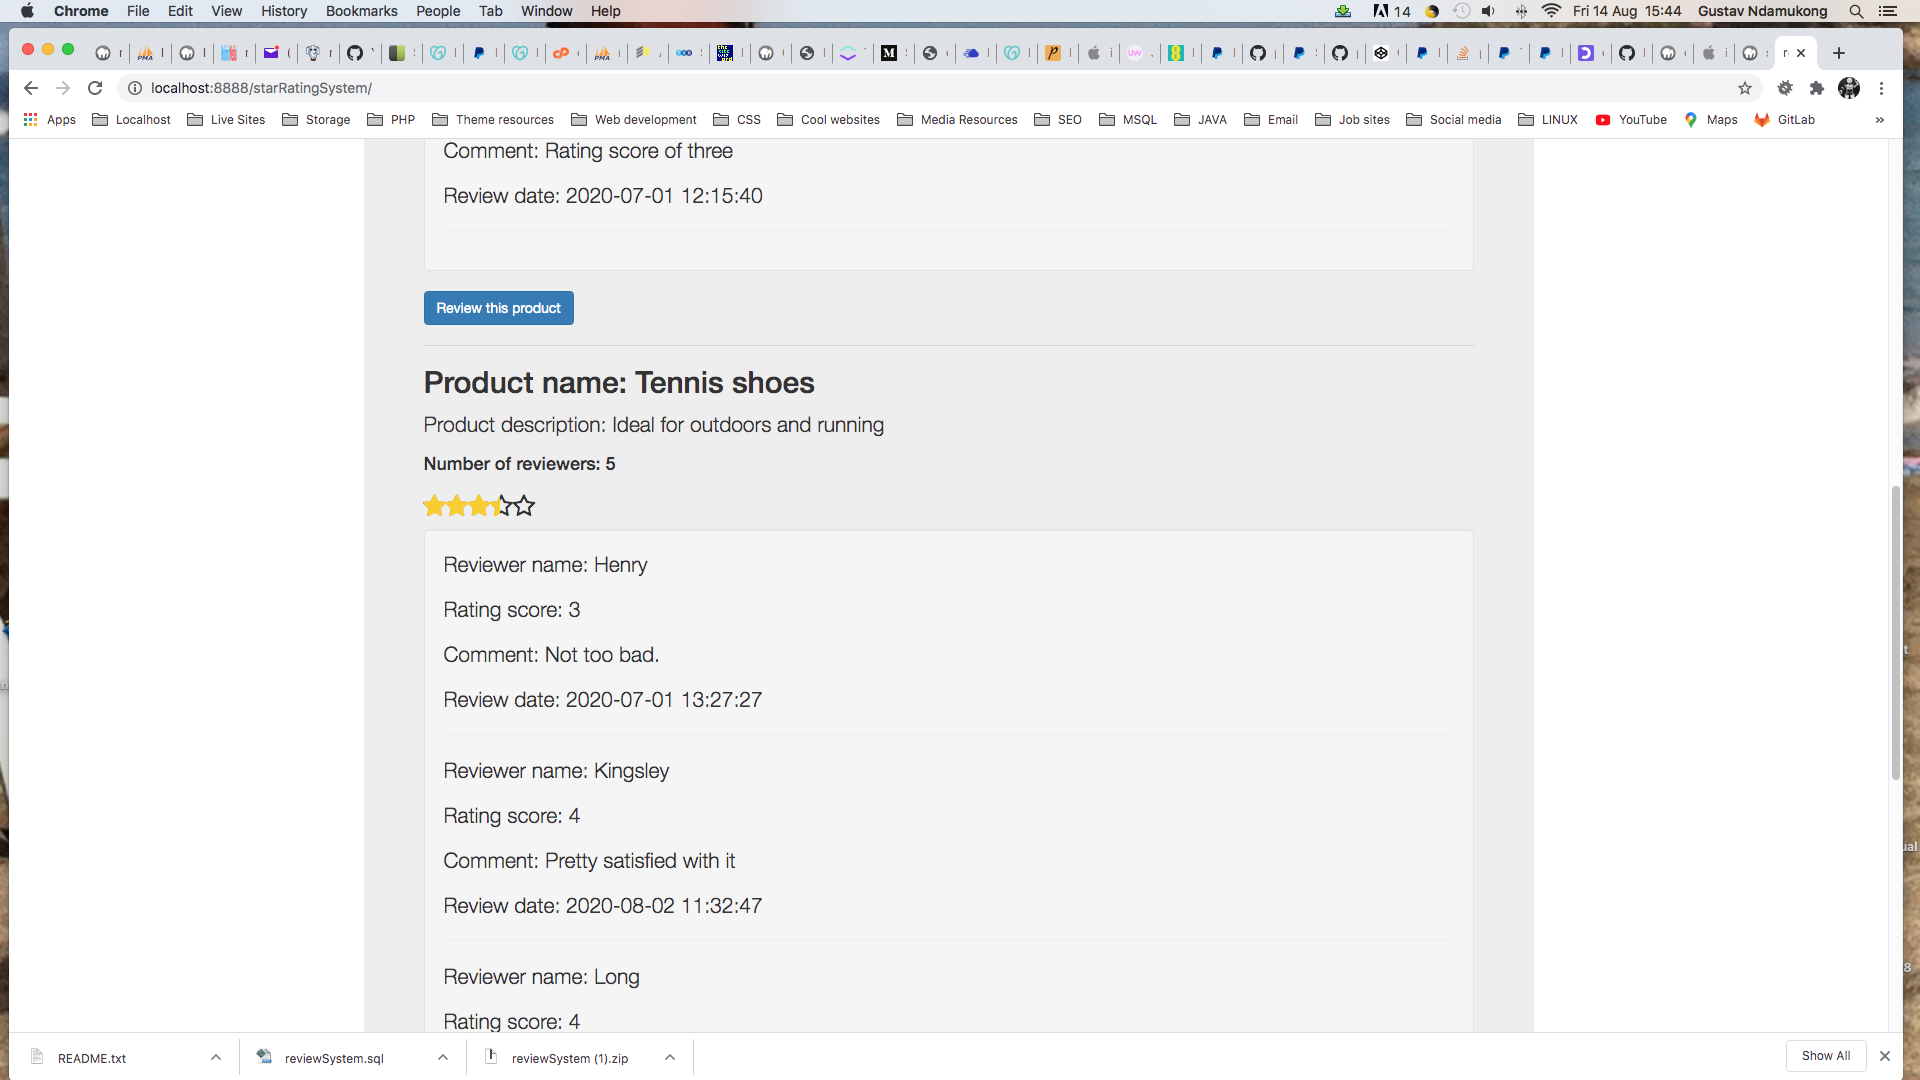 Chrome File Edit View History Bookmarks People Tab Window Help 14 Fri 14 Aug 15:44 Gustav Ndamukong
localhost:8888/starRatingSystem/
Apps Localhost Live Sites Storage PHP Theme resources Web development CSS Cool websites Media Resources SEO MSQL JAVA Email Job sites Social media LINUX YouTube Maps GitLab »
Comment: Rating score of three
Review date: 2020-07-01 12:15:40
Review this product
Product name: Tennis shoes
Product description: Ideal for outdoors and running
Number of reviewers: 5
Reviewer name: Henry
Rating score: 3
Comment: Not too bad.
Review date: 2020-07-01 13:27:27
Reviewer name: Kingsley
Rating score: 4
Comment: Pretty satisfied with it
Review date: 2020-08-02 11:32:47
Reviewer name: Long
Rating score: 4
README.txt reviewSystem.sql reviewSystem (1).zip Show All